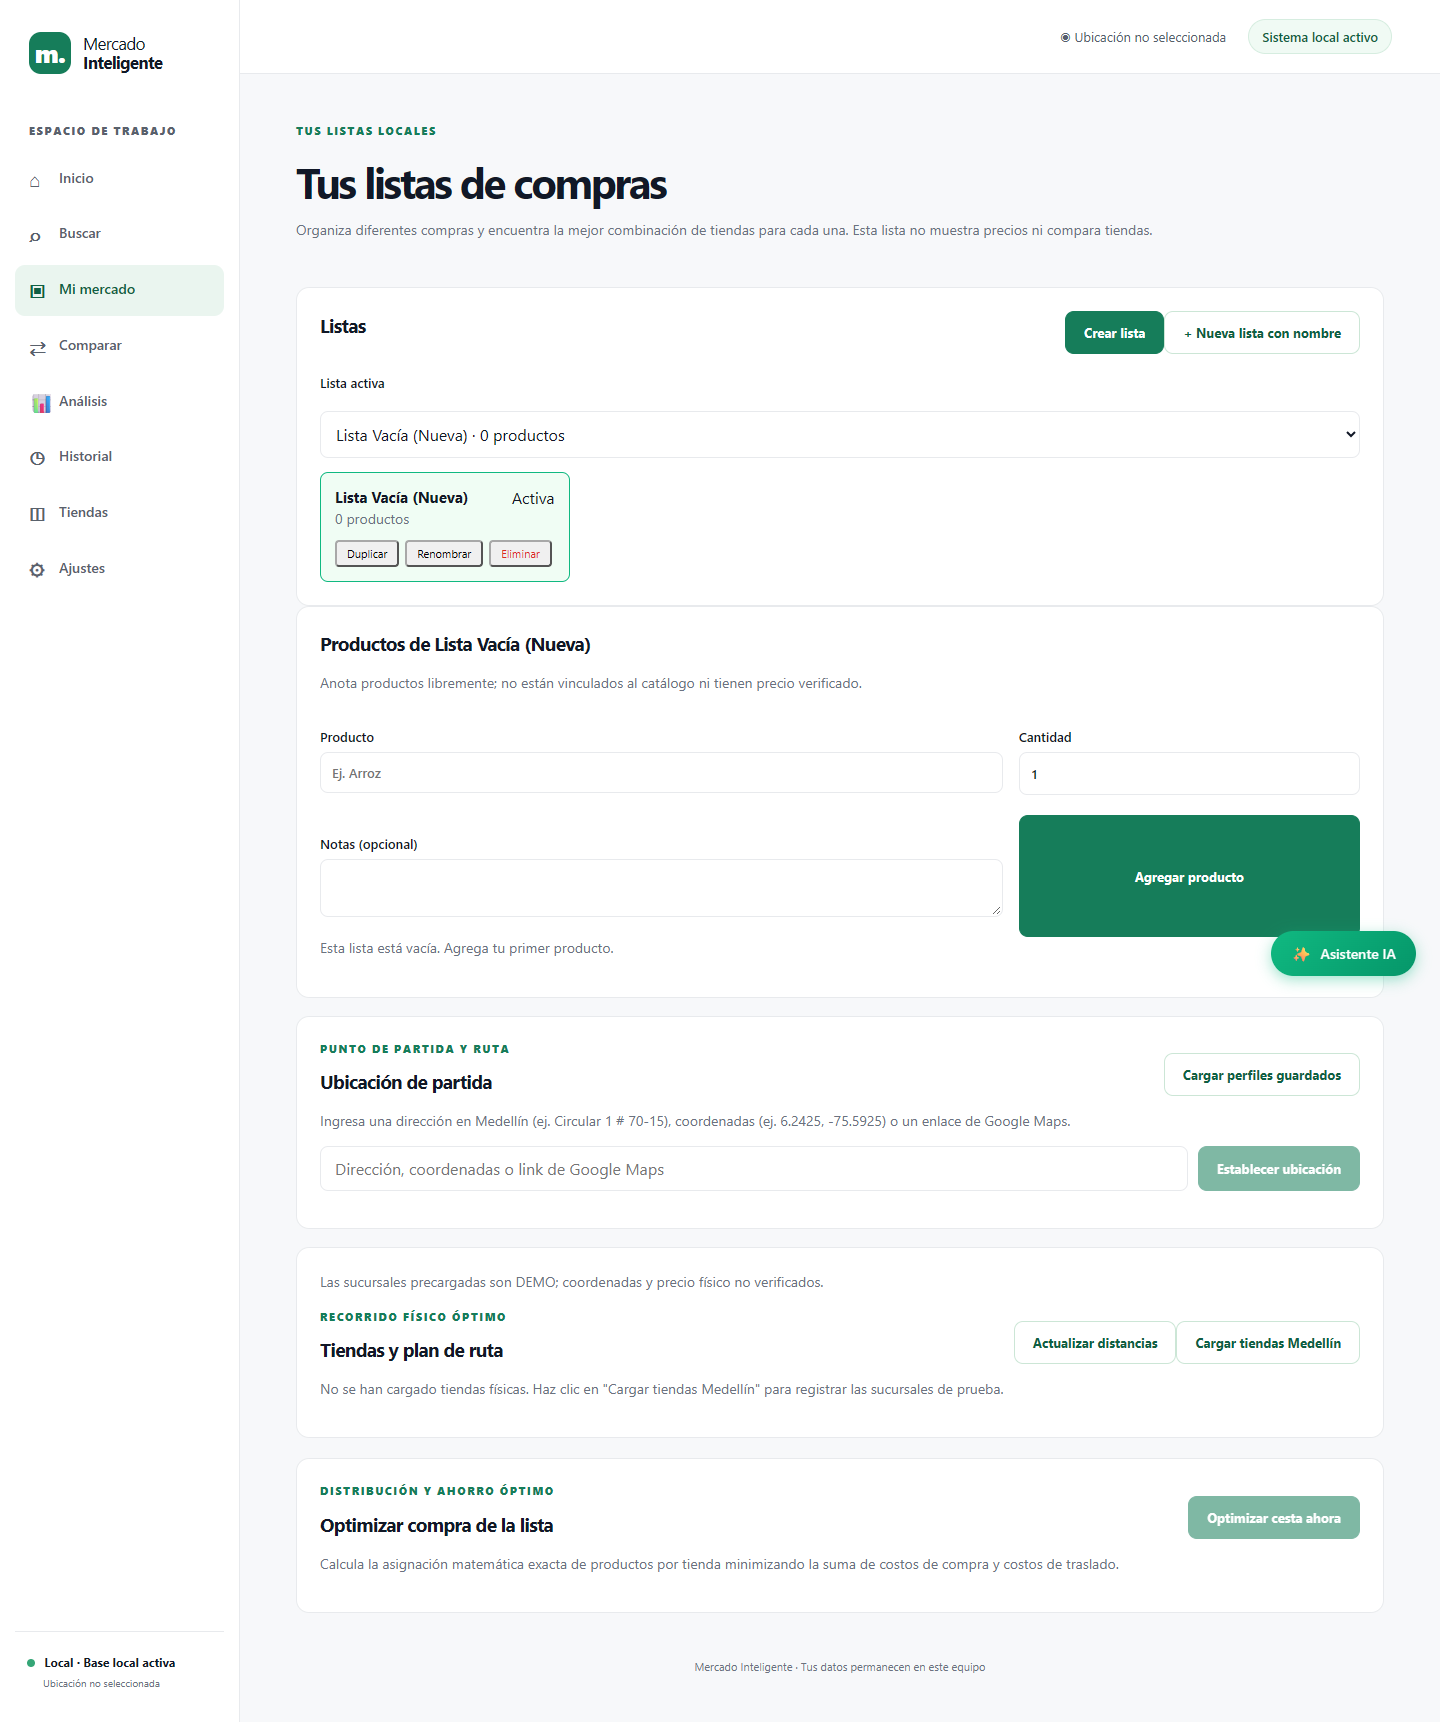 m.
Mercado
Inteligente
ESPACIO DE TRABAJO
Inicio
Buscar
Mi mercado
Comparar
Análisis
Historial
Tiendas
Ajustes
Local · Base local activa
Ubicación no seleccionada
◉ Ubicación no seleccionada
Sistema local activo
TUS LISTAS LOCALES
Tus listas de compras
Organiza diferentes compras y encuentra la mejor combinación de tiendas para cada una. Esta lista no muestra precios ni compara tiendas.
Listas
Crear lista
+ Nueva lista con nombre
Lista activa
Lista Vacía (Nueva) · 0 productos
Lista Vacía (Nueva)
Activa
0 productos
Duplicar
Renombrar
Eliminar
Productos de Lista Vacía (Nueva)
Anota productos libremente; no están vinculados al catálogo ni tienen precio verificado.
Producto
Cantidad
Ej. Arroz
1
Notas (opcional)
Agregar producto
Esta lista está vacía. Agrega tu primer producto.
✨ Asistente IA
PUNTO DE PARTIDA Y RUTA
Ubicación de partida
Cargar perfiles guardados
Ingresa una dirección en Medellín (ej. Circular 1 # 70-15), coordenadas (ej. 6.2425, -75.5925) o un enlace de Google Maps.
Dirección, coordenadas o link de Google Maps
Establecer ubicación
Las sucursales precargadas son DEMO; coordenadas y precio físico no verificados.
RECORRIDO FÍSICO ÓPTIMO
Tiendas y plan de ruta
Actualizar distancias
Cargar tiendas Medellín
No se han cargado tiendas físicas. Haz clic en "Cargar tiendas Medellín" para registrar las sucursales de prueba.
DISTRIBUCIÓN Y AHORRO ÓPTIMO
Optimizar compra de la lista
Optimizar cesta ahora
Calcula la asignación matemática exacta de productos por tienda minimizando la suma de costos de compra y costos de traslado.
Mercado Inteligente · Tus datos permanecen en este equipo